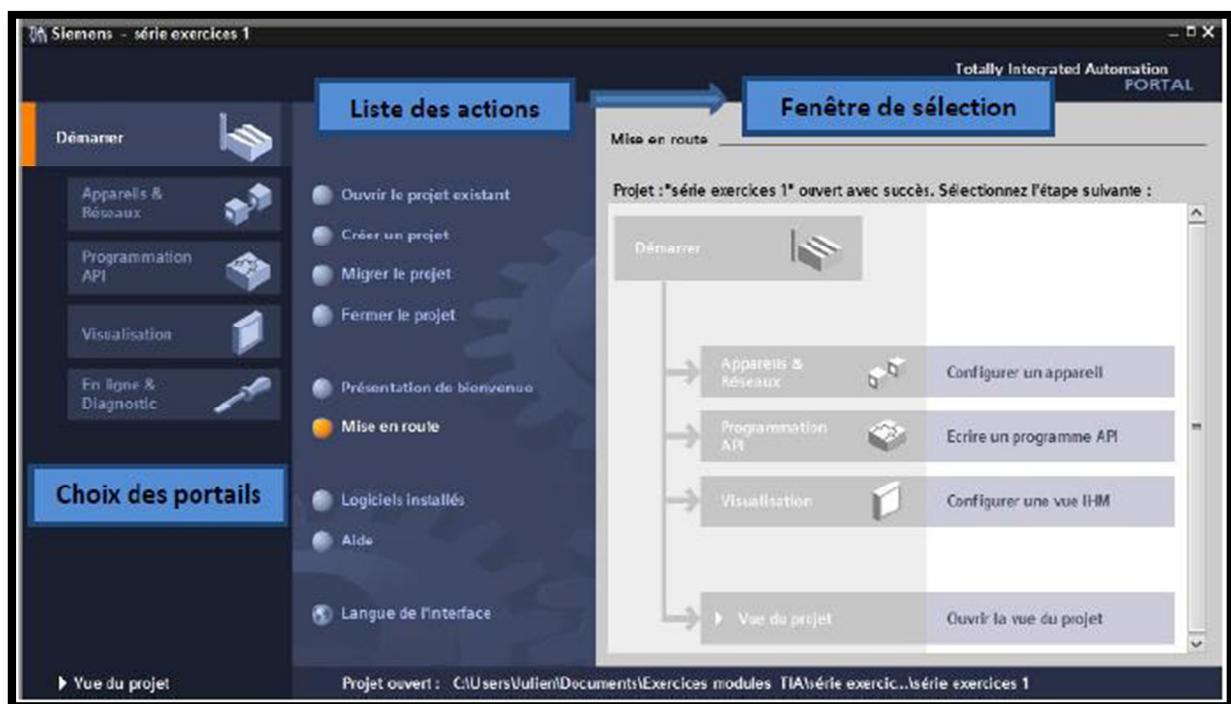 Siemens - série exercices 1
Totally Integrated Automation
PORTAL
Liste des actions
Fenêtre de sélection
Démarrer
Appareils &
Réseaux
Programmation
API
Visualisation
En ligne &
Diagnostic
Choix des portails
Vue du projet
Ouvrir le projet existant
Créer un projet
Migrer le projet
Fermer le projet
Présentation de bienvenue
Mise en route
Logiciels installés
Aide
Langue de l'interface
Mise en route
Projet : "série exercices 1" ouvert avec succès. Sélectionnez l'étape suivante :
Démarrer
Appareils &
Réseaux
Configurer un appareil
Programmation
API
Ecrire un programme API
Visualisation
Configurer une vue IHM
Vue du projet
Ouvrir la vue du projet
Projet ouvert : C:\Users\Julien\Documents\Exercices modules TIA\série exercic...\série exercices 1